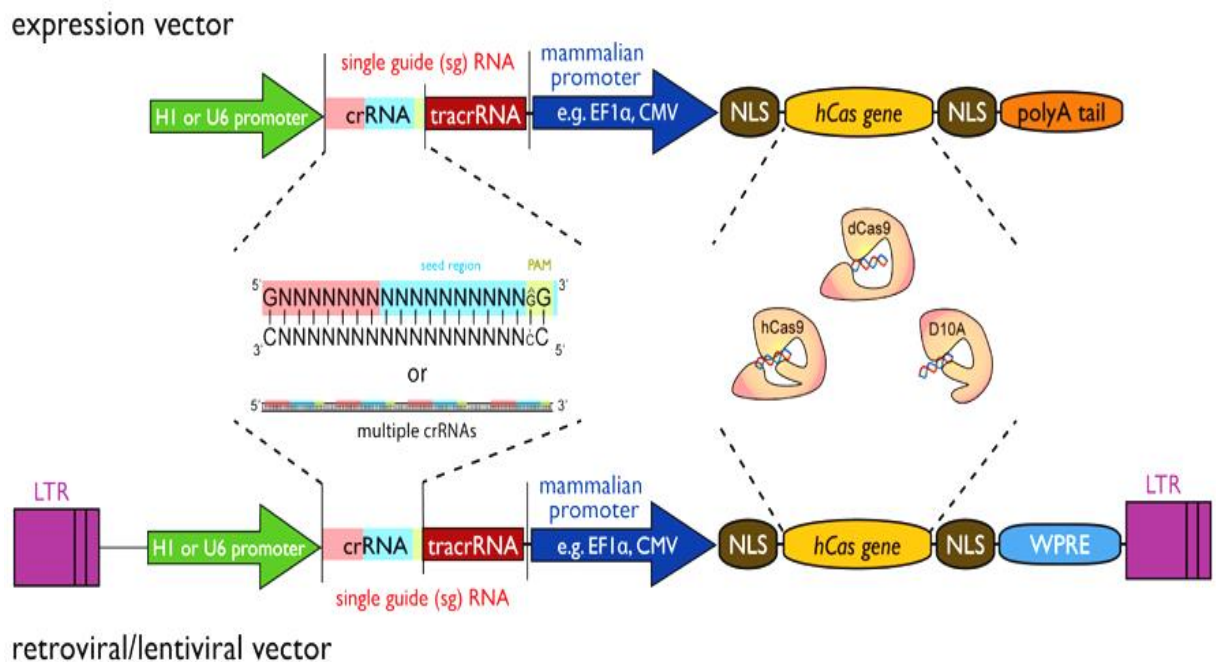 expression vector
single guide (sg) RNA
mammalian
promoter
H1 or U6 promoter crRNA tracrRNA e.g. EF1α, CMV NLS hCas gene NLS polyA tail
dCas9
seed region PAM
5' 3'
GNNNNNNNNNNNNNNNNNGG
CNNNNNNNNNNNNNNNNNcC
3' 5'
hCas9 D10A
or
5' 3'
multiple crRNAs
LTR mammalian
promoter LTR
H1 or U6 promoter crRNA tracrRNA e.g. EF1α, CMV NLS hCas gene NLS WPRE
single guide (sg) RNA
retroviral/lentiviral vector